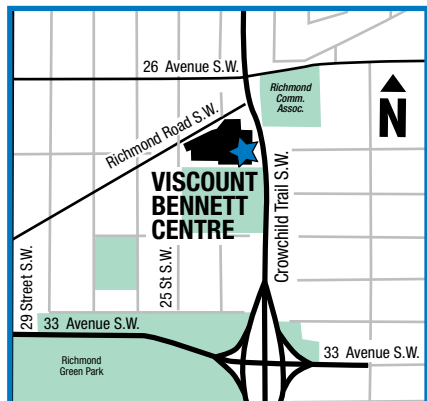 26 Avenue S.W.
Richmond
Comm.
Assoc.
N
Richmond Road S.W.
VISCOUNT
BENNETT
CENTRE
Crowchild Trail S.W.
29 Street S.W.
25 St S.W.
33 Avenue S.W.
33 Avenue S.W.
Richmond
Green Park